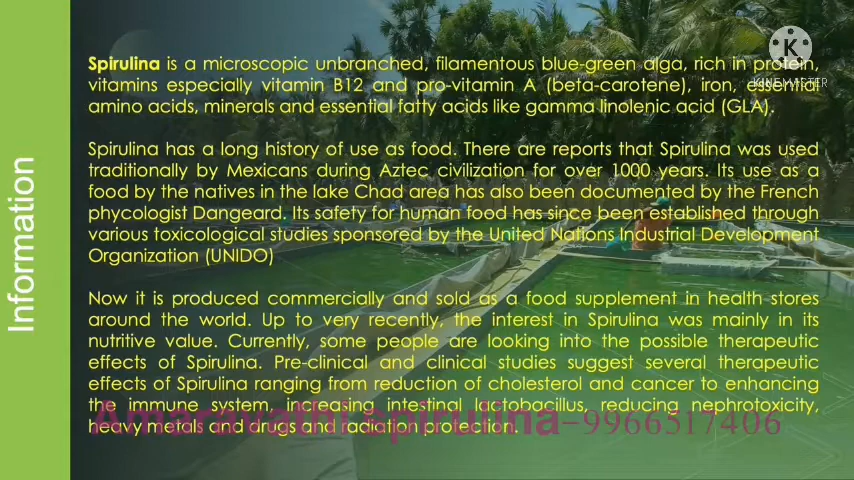 Information
Spirulina is a microscopic unbranched, filamentous blue-green alga, rich in protein,
vitamins especially vitamin B12 and pro-vitamin A (beta-carotene), iron, essential
amino acids, minerals and essential fatty acids like gamma linolenic acid (GLA).
Spirulina has a long history of use as food. There are reports that Spirulina was used
traditionally by Mexicans during Aztec civilization for over 1000 years. Its use as a
food by the natives in the lake Chad area has also been documented by the French
phycologist Dangeard. Its safety for human food has since been established through
various toxicological studies sponsored by the United Nations Industrial Development
Organization (UNIDO)
Now it is produced commercially and sold as a food supplement in health stores
around the world. Up to very recently, the interest in Spirulina was mainly in its
nutritive value. Currently, some people are looking into the possible therapeutic
effects of Spirulina. Pre-clinical and clinical studies suggest several therapeutic
effects of Spirulina ranging from reduction of cholesterol and cancer to enhancing
the immune system, increasing intestinal lactobacillus, reducing nephrotoxicity,
heavy metals and drugs and radiation protection.
Amaravathi spirulina-9966517406
K
KINEMASTER